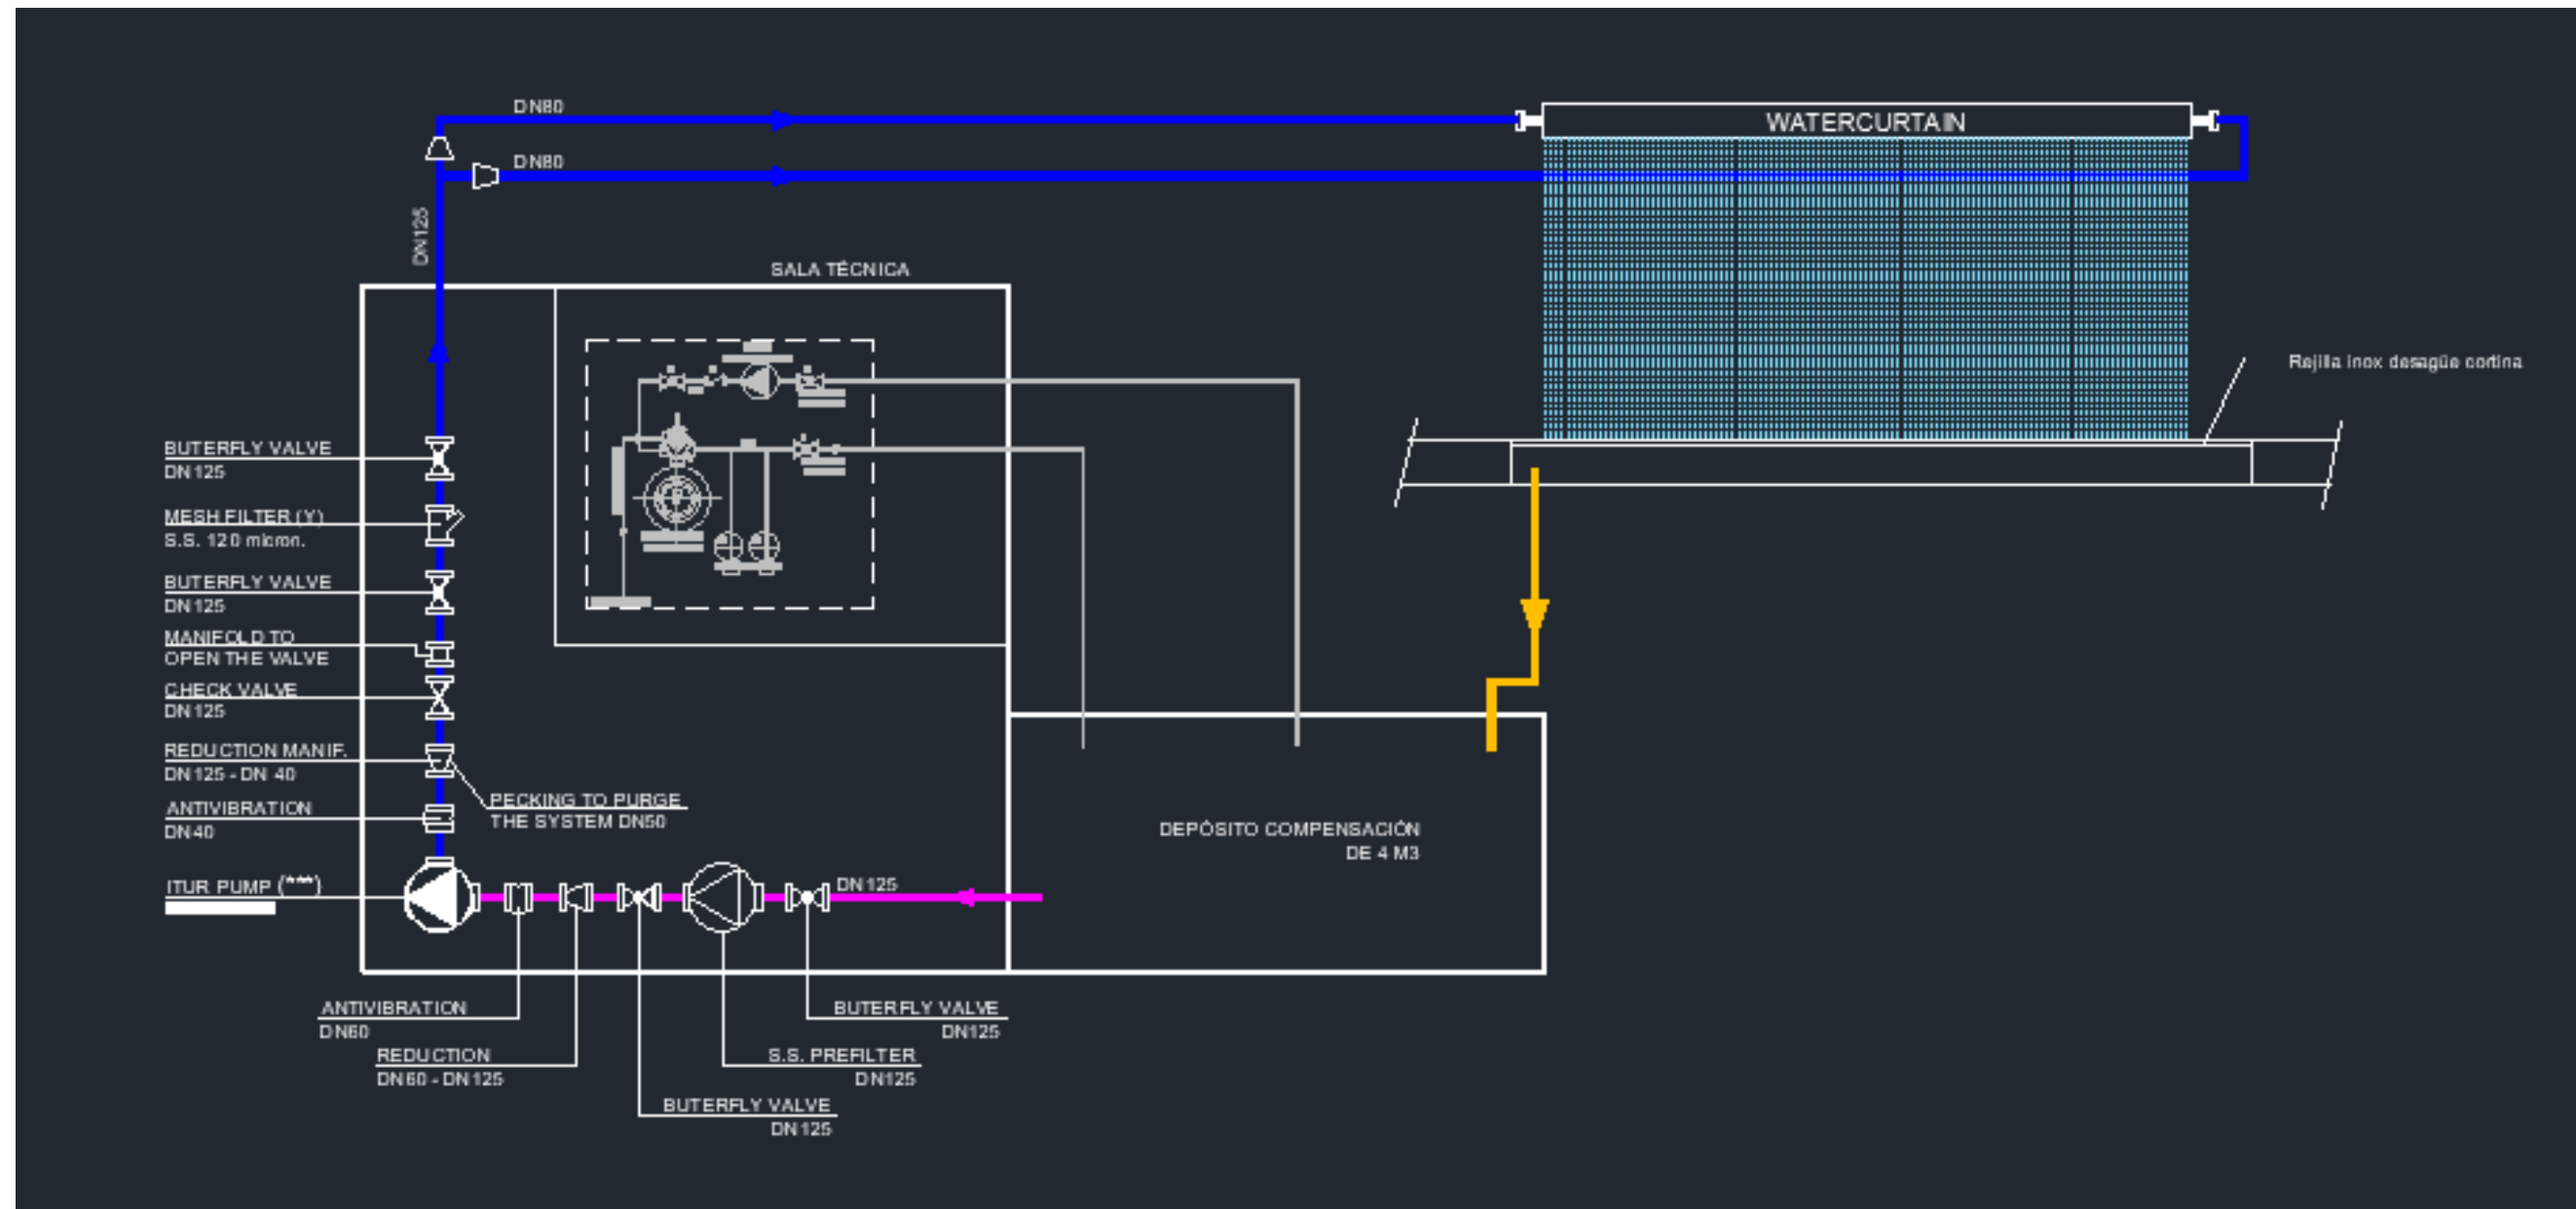 DN80
WATERCURTAIN
DN80
DN125
SALA TÉCNICA
Rejilla inox desagüe cortina
BUTERFLY VALVE
DN125
MESH FILTER (Y)
S.S. 120 micron.
BUTERFLY VALVE
DN125
MANIFOLD TO
OPEN THE VALVE
CHECK VALVE
DN125
REDUCTION MANIF.
DN125 - DN 40
PECKING TO PURGE
THE SYSTEM DN50
ANTIVIBRATION
DN40
DEPÓSITO COMPENSACIÓN
DE 4 M3
ITUR PUMP (***)
DN125
ANTIVIBRATION
DN60
BUTERFLY VALVE
DN125
REDUCTION
DN60 - DN125
S.S. PREFILTER
DN125
BUTERFLY VALVE
DN125